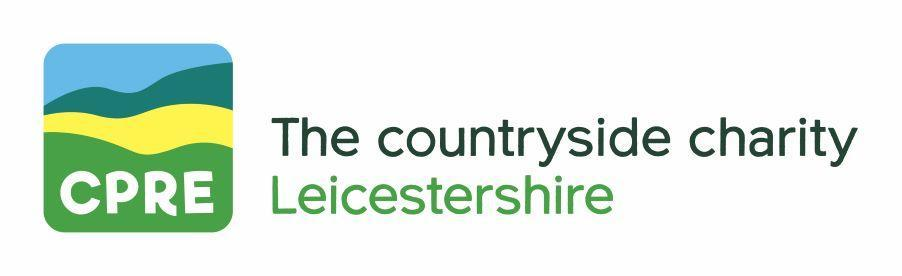 CPRE
The countryside charity
Leicestershire